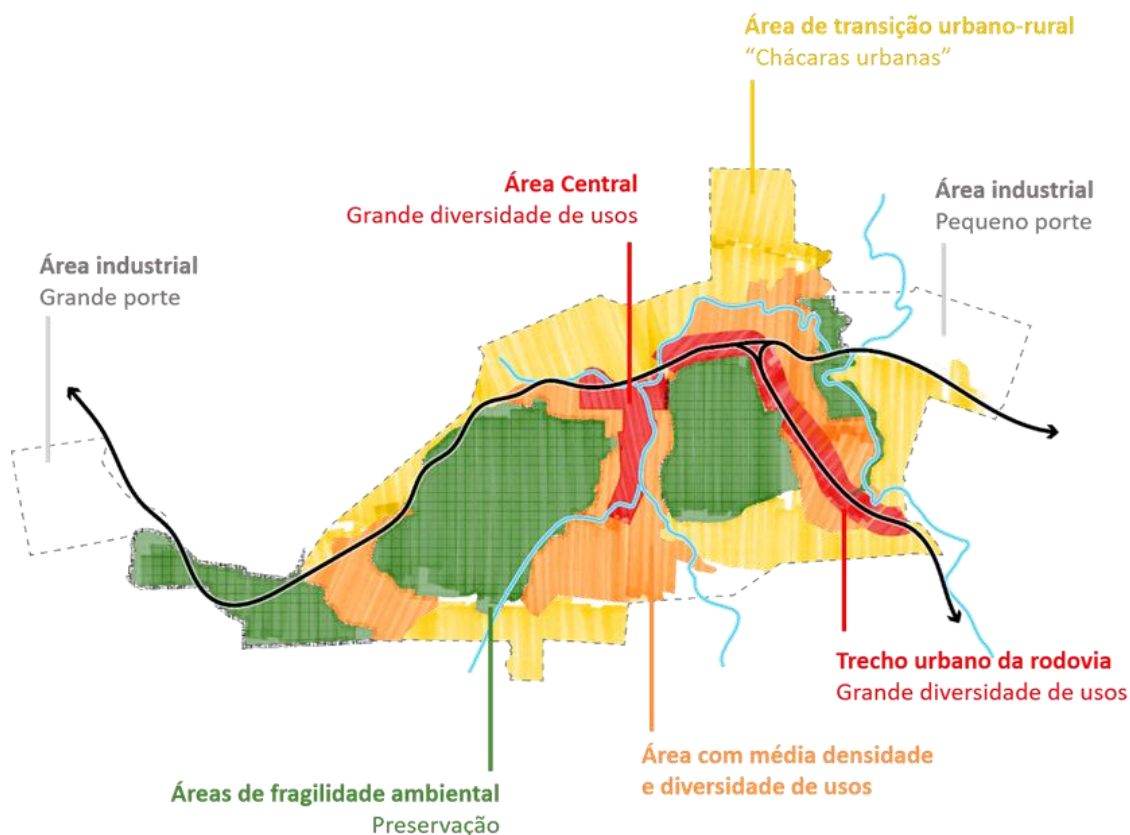 Área de transição urbano-rural
“Chácaras urbanas”
Área Central
Grande diversidade de usos
Área industrial
Pequeno porte
Área industrial
Grande porte
Trecho urbano da rodovia
Grande diversidade de usos
Área com média densidade
e diversidade de usos
Áreas de fragilidade ambiental
Preservação